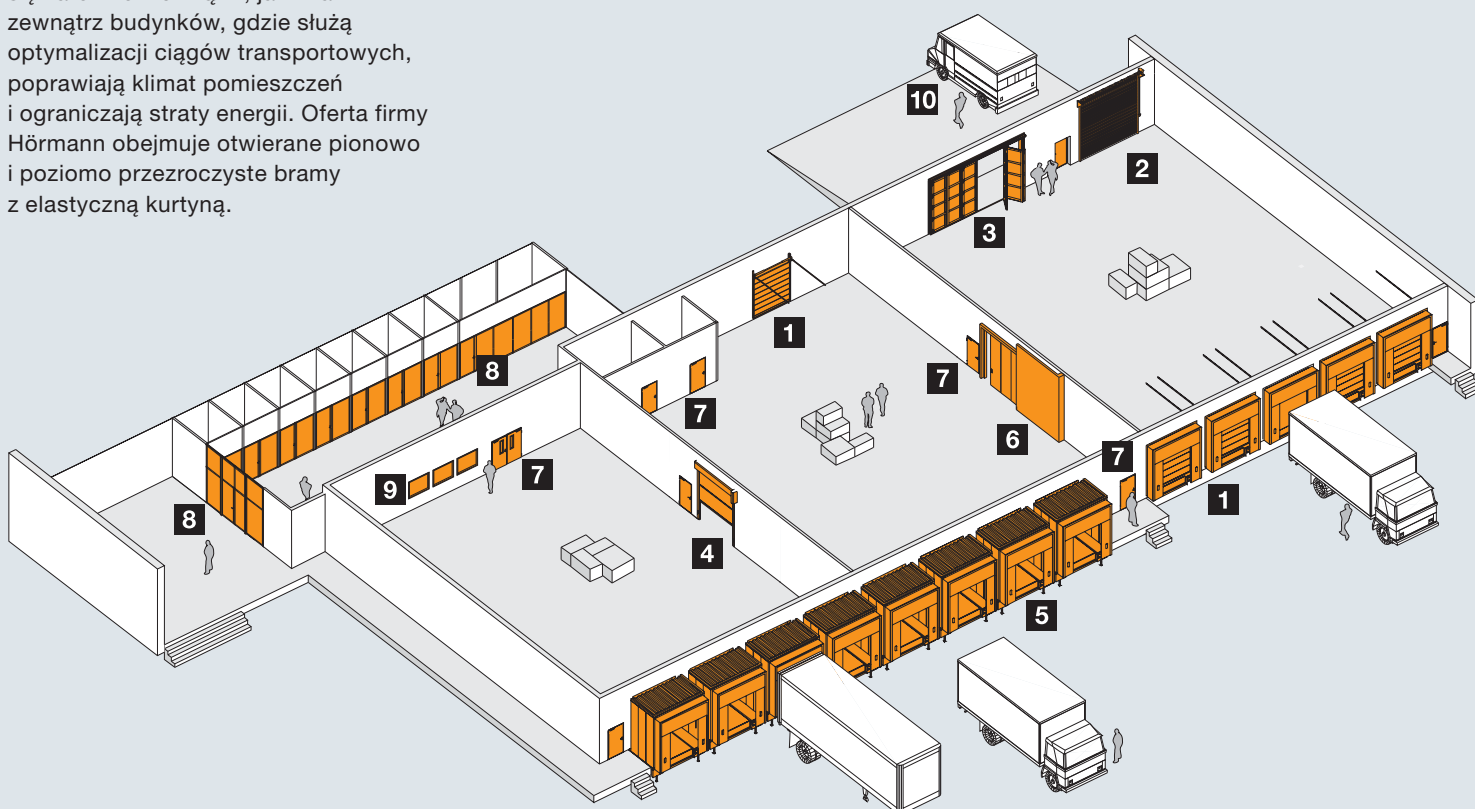 zewnątrz budynków, gdzie służą
optymalizacji ciągów transportowych,
poprawiają klimat pomieszczeń
i ograniczają straty energii. Oferta firmy
Hörmann obejmuje otwierane pionowo
i poziomo przezroczyste bramy
z elastyczną kurtyną.
10
2
3
1
8
7
7
6
7
1
9
7
8
4
5